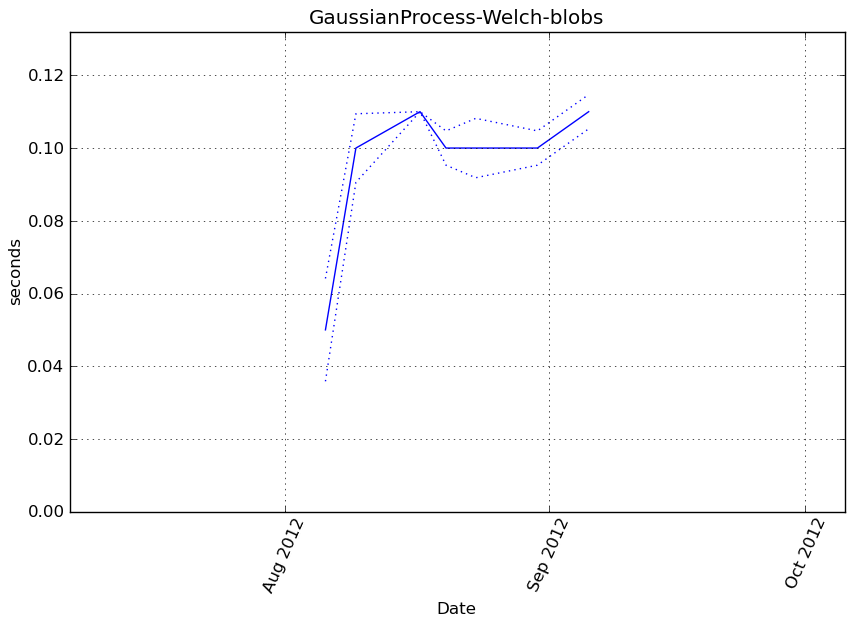 GaussianProcess-Welch-blobs
0.12
0.10
0.08
0.06
0.04
0.02
0.00
seconds
Aug 2012
Sep 2012
Oct 2012
Date